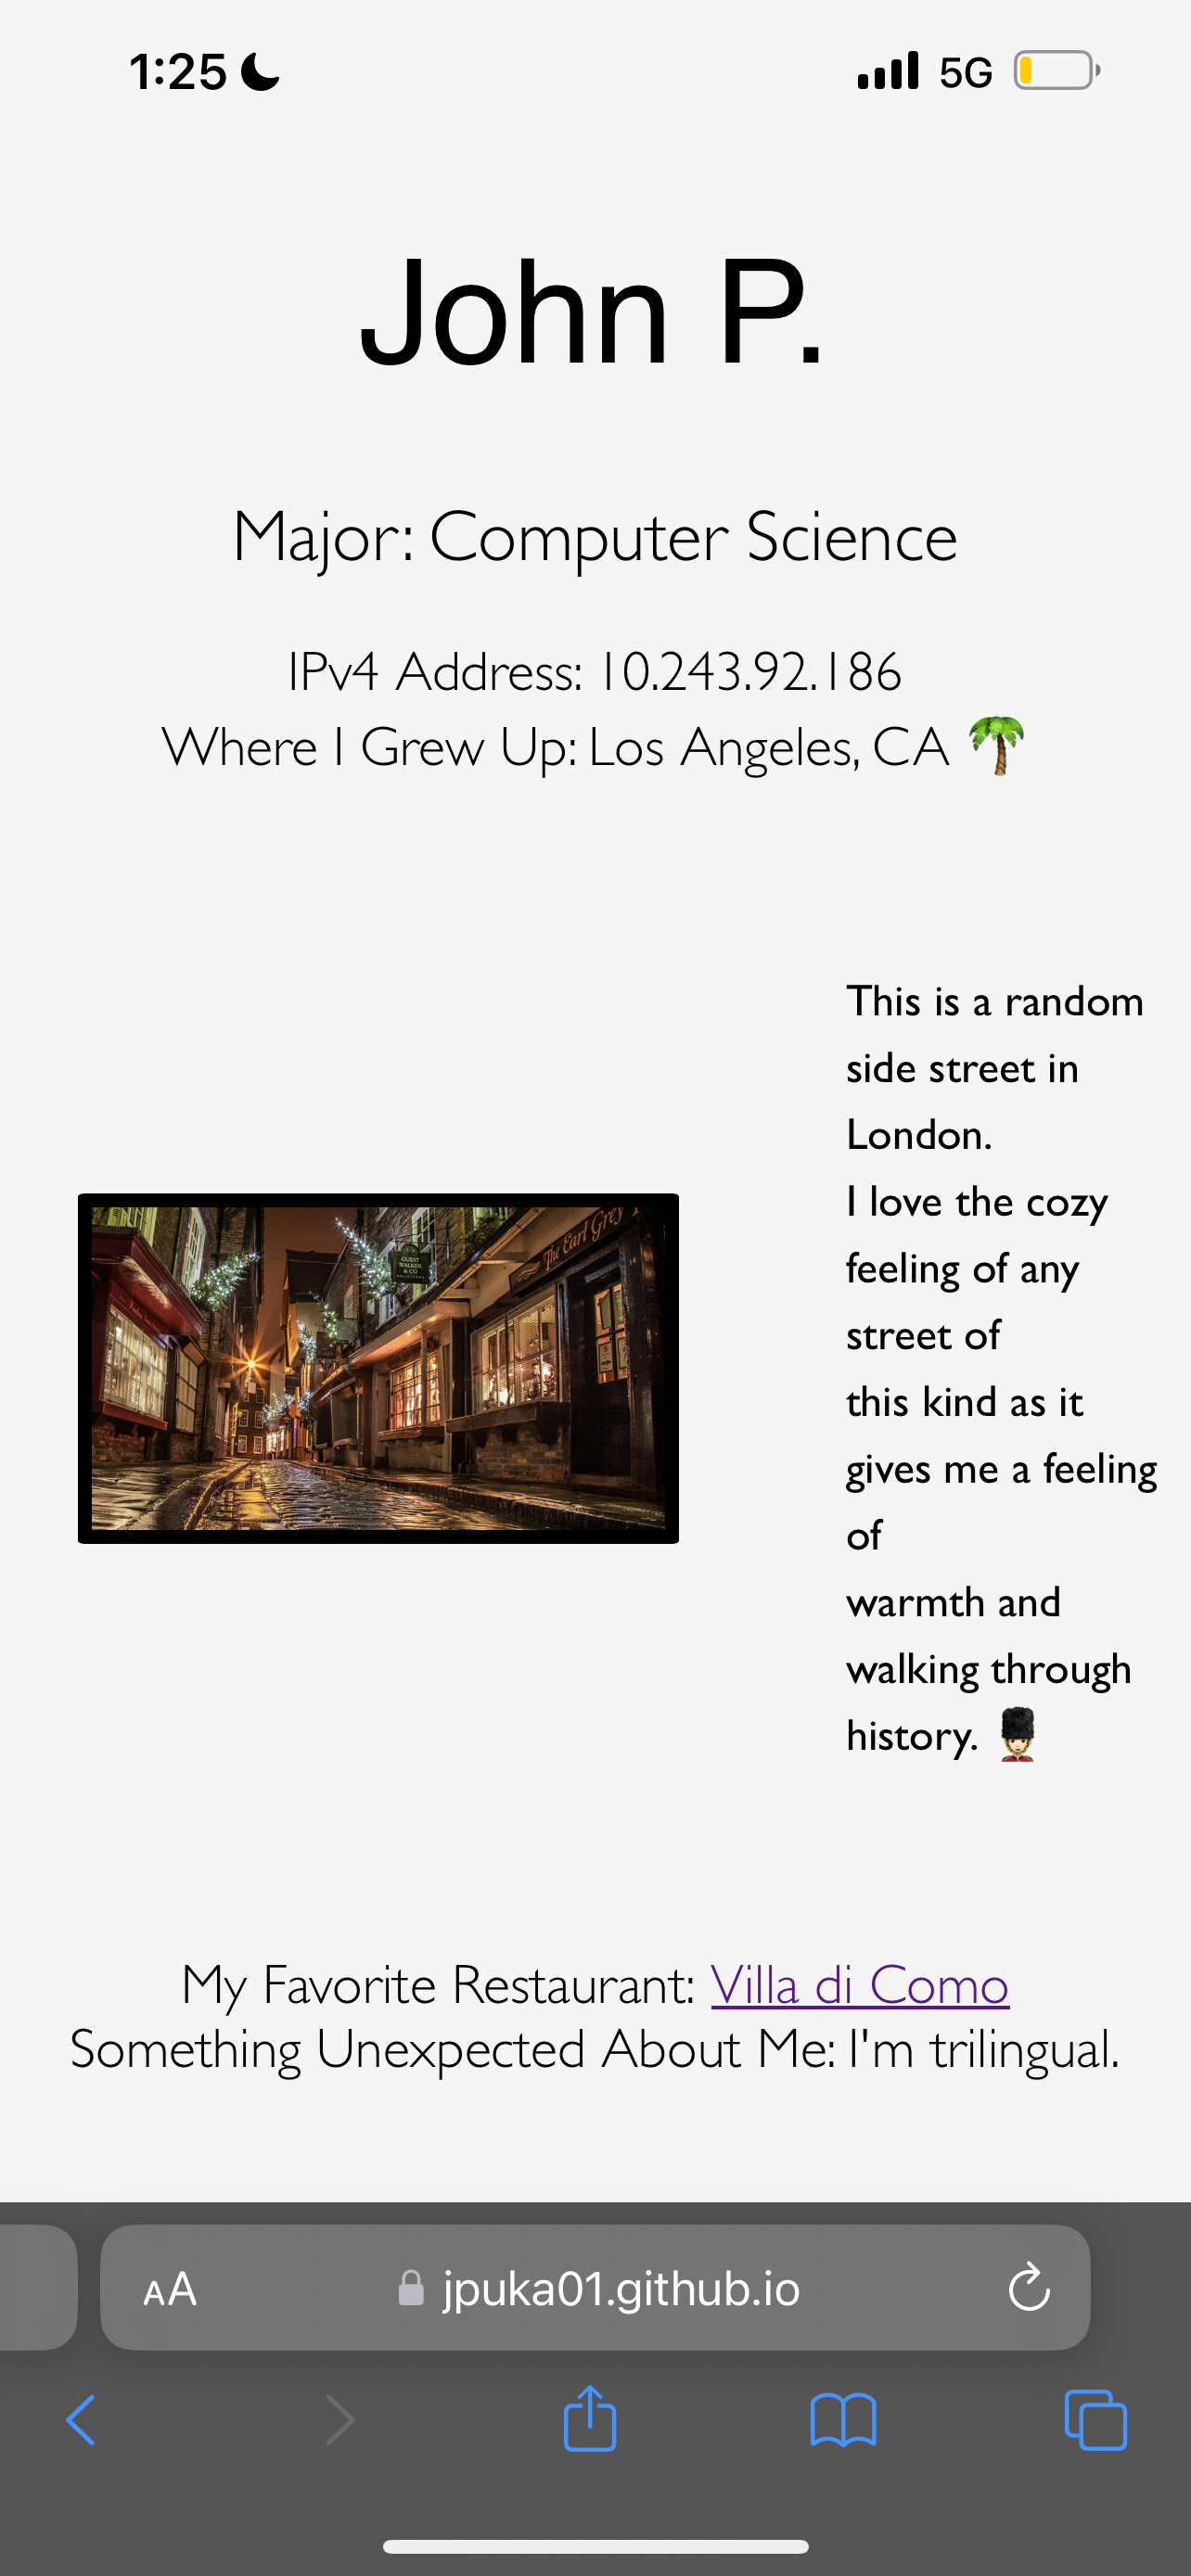 1:25
5G
John P.
Major: Computer Science
IPv4 Address: 10.243.92.186
Where I Grew Up: Los Angeles, CA 🌴
GUEST
WALKER
& CO
The Earl Grey
This is a random
side street in
London.
I love the cozy
feeling of any
street of
this kind as it
gives me a feeling
of
warmth and
walking through
history. 💂🏻
My Favorite Restaurant: Villa di Como
Something Unexpected About Me: I'm trilingual.
AA
jpuka01.github.io